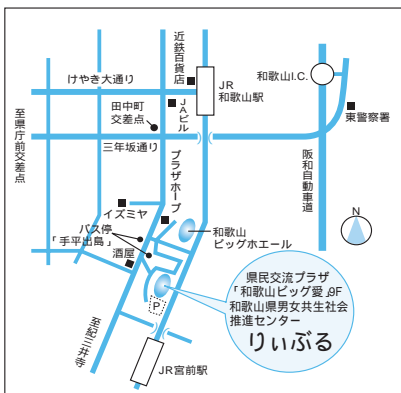 近鉄百貨店
けやき大通り
JR
和歌山駅
和歌山I.C.
田中町
交差点
JAビル
東警察署
至県庁前交差点
三年坂通り
プラザホープ
阪和自動車道
イズミヤ
バス停
「手平出島」
和歌山
ビッグホエール
N
酒屋
県民交流プラザ
「和歌山ビッグ愛」9F
和歌山県男女共生社会
推進センター
りぃぶる
P
至紀三井寺
JR宮前駅